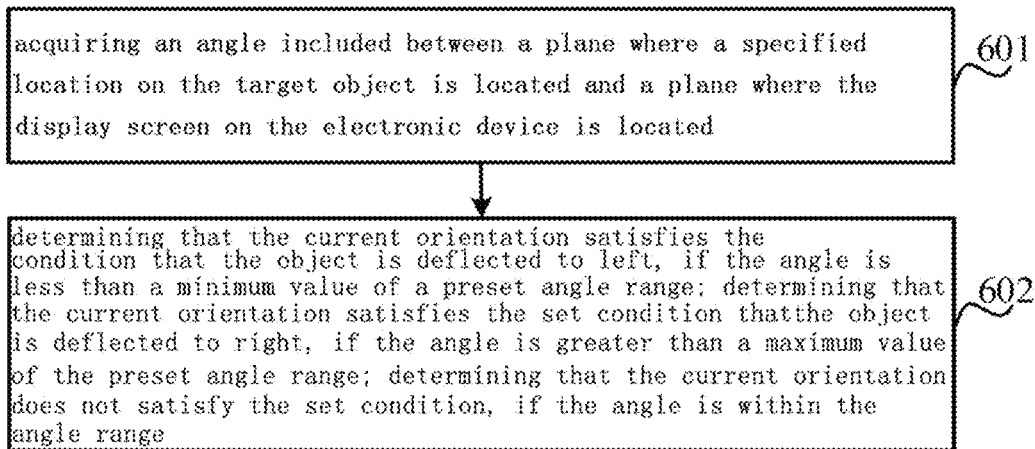 acquiring an angle included between a plane where a specified
location on the target object is located and a plane where the
display screen on the electronic device is located
601
determining that the current orientation satisfies the
condition that the object is deflected to left, if the angle is
less than a minimum value of a preset angle range; determining that
the current orientation satisfies the set condition thatthe object
is deflected to right, if the angle is greater than a maximum value
of the preset angle range; determining that the current orientation
does not satisfy the set condition, if the angle is within the
angle range
602